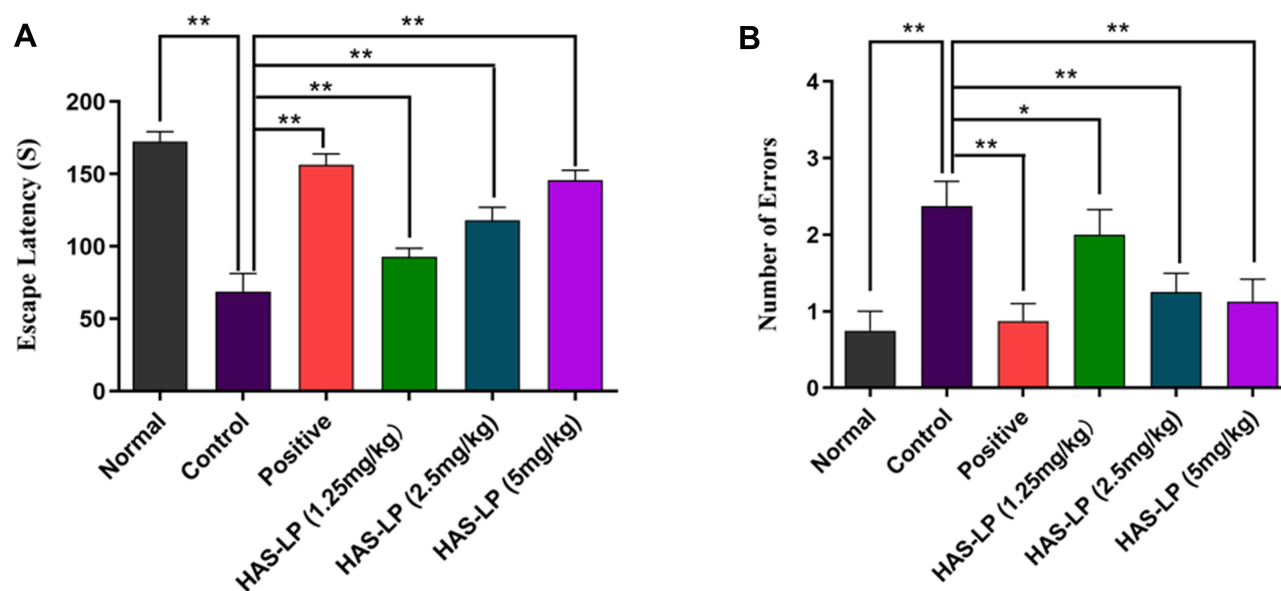 A
**
**
**
**
**
Escape Latency (S)
200
150
100
50
0
Normal
Control
Positive
HAS-LP (1.25mg/kg）
HAS-LP (2.5mg/kg)
HAS-LP (5mg/kg)
B
**
**
**
*
**
Number of Errors
4
3
2
1
0
Normal
Control
Positive
HAS-LP (1.25mg/kg）
HAS-LP (2.5mg/kg)
HAS-LP (5mg/kg)